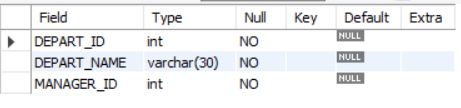 Field Type Null Key Default Extra
DEPART_ID int NO NULL
DEPART_NAME varchar(30) NO NULL
MANAGER_ID int NO NULL